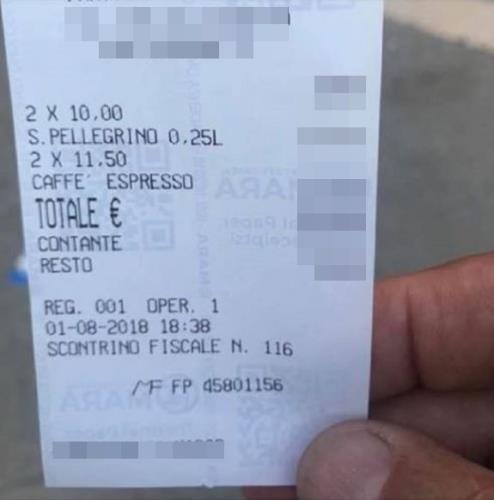 2 X 10.00
S.PELLEGRINO 0,25L
2 X 11.50
CAFFE' ESPRESSO
TOTALE €
CONTANTE
RESTO
REG. 001 OPER. 1
01-08-2018 18:38
SCONTRINO FISCALE N. 116
MF FP 45801156